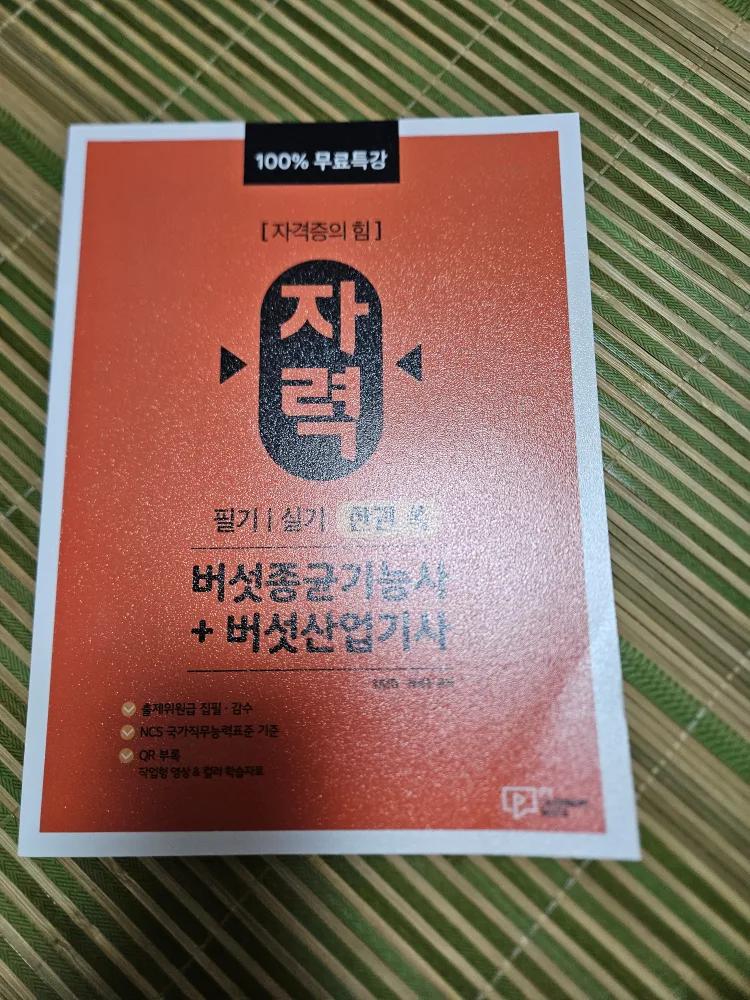 100% 무료특강
[ 자격증의 힘 ]
자
력
필기 | 실기 한권 쏙
버섯종균기능사
+ 버섯산업기사
출제위원급 집필 · 감수
NCS 국가직무능력표준 기준
QR 부록
작업형 영상 & 컬러 학습자료